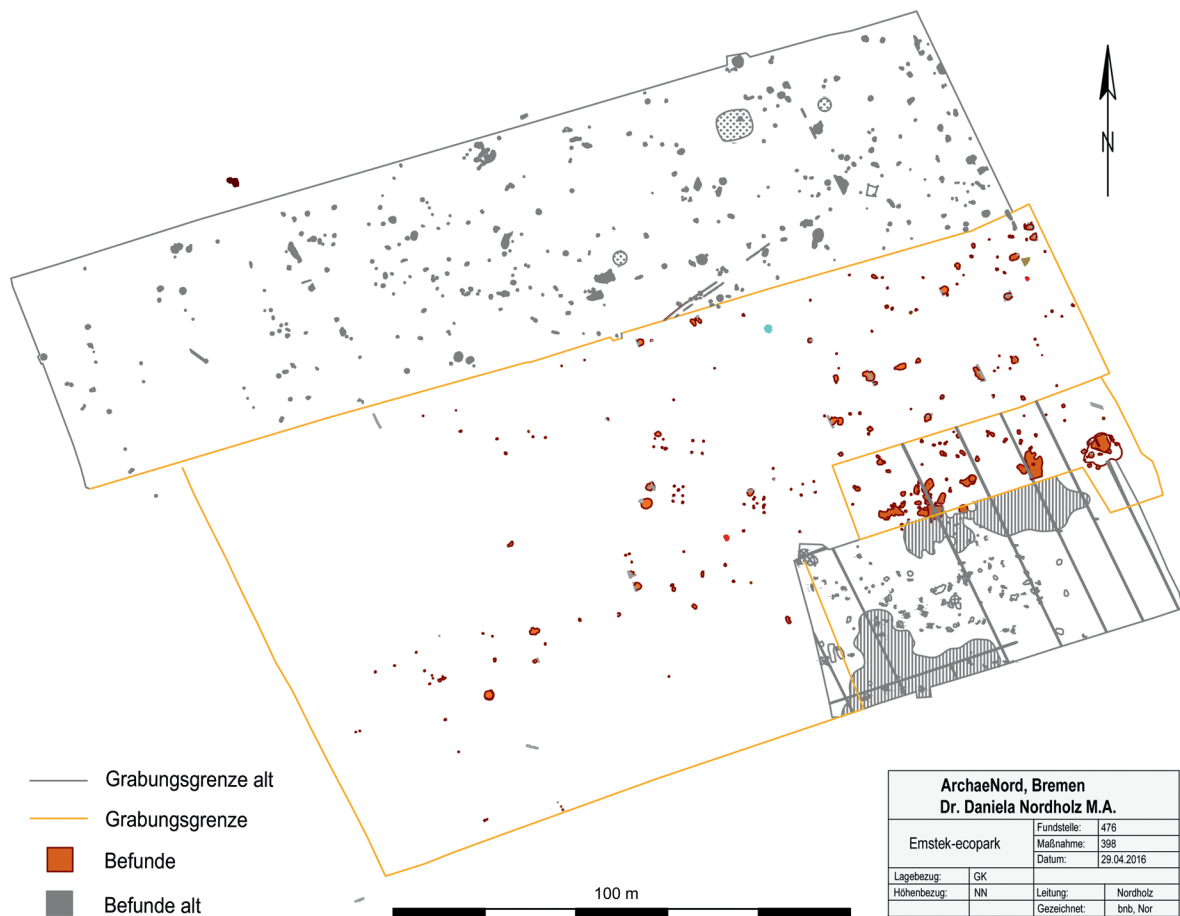 N
Grabungsgrenze alt
Grabungsgrenze
Befunde
Befunde alt
100 m
ArchaeNord, Bremen
Dr. Daniela Nordholz M.A.
Emstek-ecopark
Fundstelle: 476
Maßnahme: 398
Datum: 29.04.2016
Lagebezug: GK
Höhenbezug: NN
Leitung: Nordholz
Gezeichnet: bnb, Nor